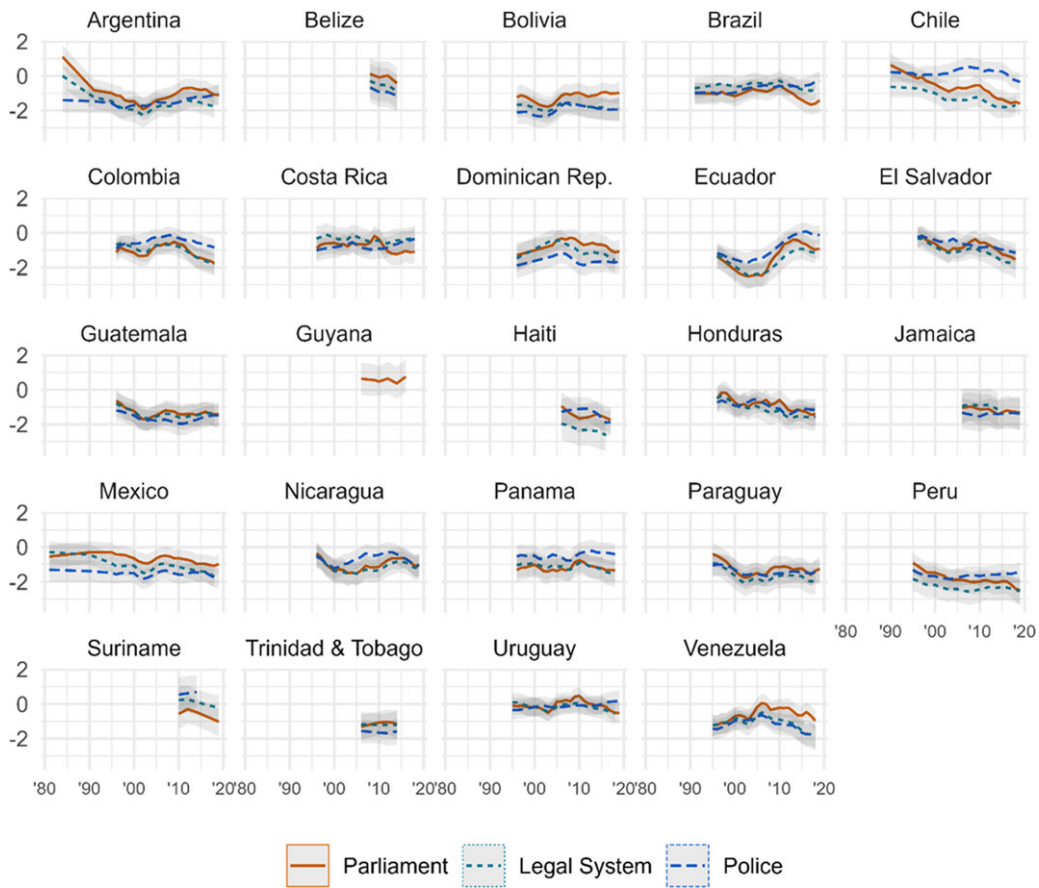 Argentina Belize Bolivia Brazil Chile
2
0
-2
Colombia Costa Rica Dominican Rep. Ecuador El Salvador
2
0
-2
Guatemala Guyana Haiti Honduras Jamaica
2
0
-2
Mexico Nicaragua Panama Paraguay Peru
2
0
-2
'80 '90 '00 '10 '20
Suriname Trinidad & Tobago Uruguay Venezuela
2
0
-2
'80 '90 '00 '10 '20 '80 '90 '00 '10 '20 '80 '90 '00 '10 '20 '80 '90 '00 '10 '20
Parliament Legal System Police